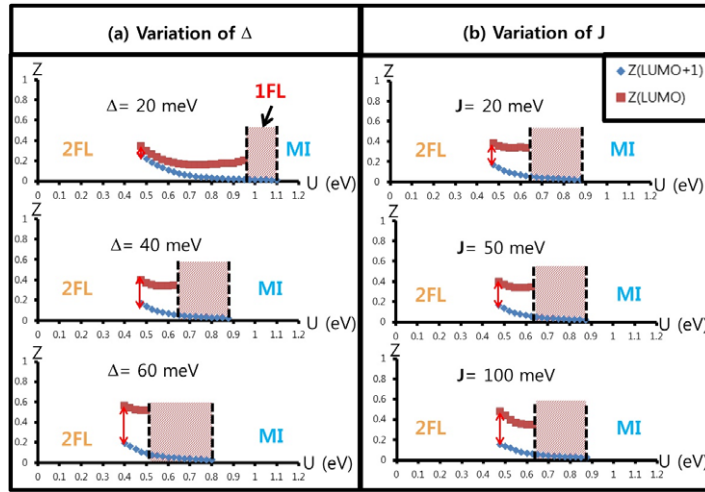 (a) Variation of Δ
(b) Variation of J
Z(LUMO+1)
Z(LUMO)
Z
Δ= 20 meV
1FL
2FL
MI
U (eV)
1
0.8
0.6
0.4
0.2
0
0 0.1 0.2 0.3 0.4 0.5 0.6 0.7 0.8 0.9 1 1.1 1.2
Z
Δ= 40 meV
2FL
MI
U (eV)
1
0.8
0.6
0.4
0.2
0
0 0.1 0.2 0.3 0.4 0.5 0.6 0.7 0.8 0.9 1 1.1 1.2
Z
Δ= 60 meV
2FL
MI
U (eV)
1
0.8
0.6
0.4
0.2
0
0 0.1 0.2 0.3 0.4 0.5 0.6 0.7 0.8 0.9 1 1.1 1.2
Z
J= 20 meV
2FL
MI
U (eV)
1
0.8
0.6
0.4
0.2
0
0 0.1 0.2 0.3 0.4 0.5 0.6 0.7 0.8 0.9 1 1.1 1.2
Z
J= 50 meV
2FL
MI
U (eV)
1
0.8
0.6
0.4
0.2
0
0 0.1 0.2 0.3 0.4 0.5 0.6 0.7 0.8 0.9 1 1.1 1.2
Z
J= 100 meV
2FL
MI
U (eV)
1
0.8
0.6
0.4
0.2
0
0 0.1 0.2 0.3 0.4 0.5 0.6 0.7 0.8 0.9 1 1.1 1.2